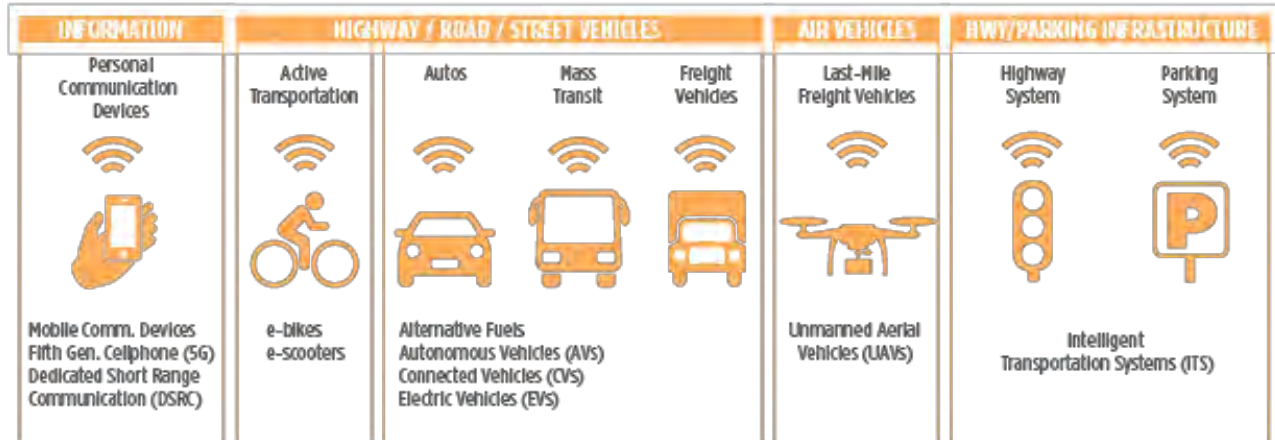 INFORMATION
HIGHWAY / ROAD / STREET VEHICLES
AIR VEHICLES
HWY/PARKING INFRASTRUCTURE
Personal
Communication
Devices
Active
Transportation
Autos
Mass
Transit
Freight
Vehicles
Last-Mile
Freight Vehicles
Highway
System
Parking
System
P
Mobile Comm. Devices
Fifth Gen. Cellphone (5G)
Dedicated Short Range
Communication (DSRC)
e-bikes
e-scooters
Alternative Fuels
Autonomous Vehicles (AVs)
Connected Vehicles (CVs)
Electric Vehicles (EVs)
Unmanned Aerial
Vehicles (UAVs)
Intelligent
Transportation Systems (ITS)